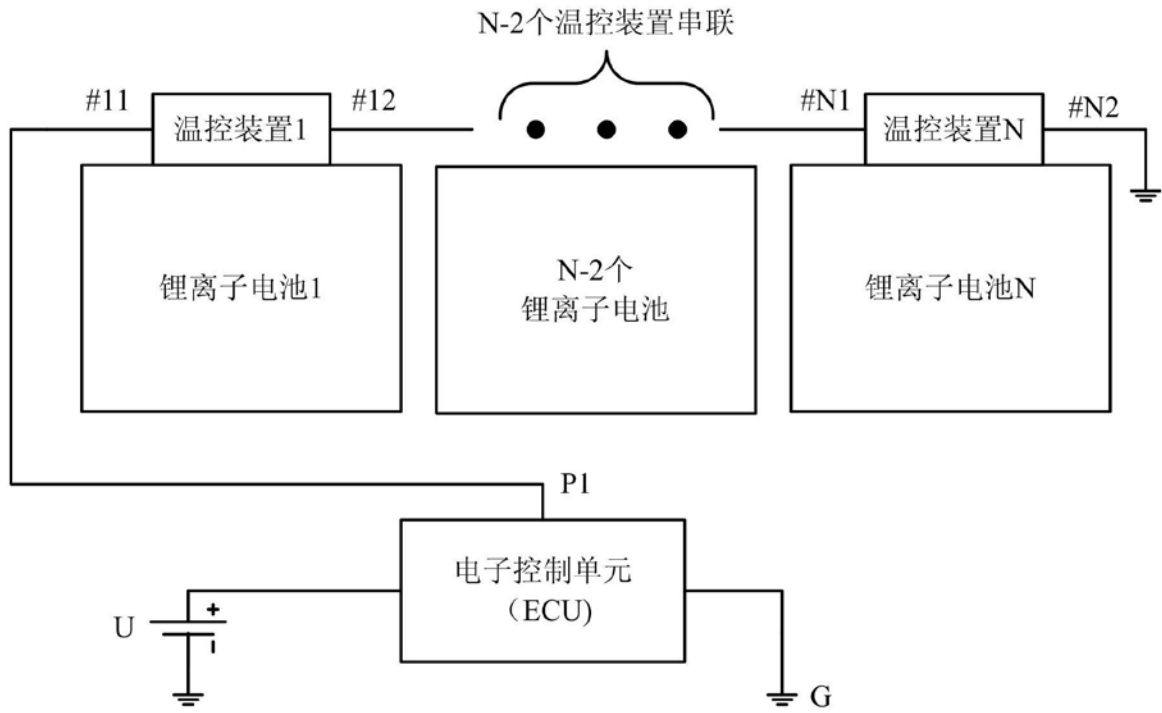 N-2个温控装置串联
#11
温控装置1
#12
#N1
温控装置N
#N2
锂离子电池1
N-2个
锂离子电池
锂离子电池N
P1
电子控制单元
（ECU)
U
+
G